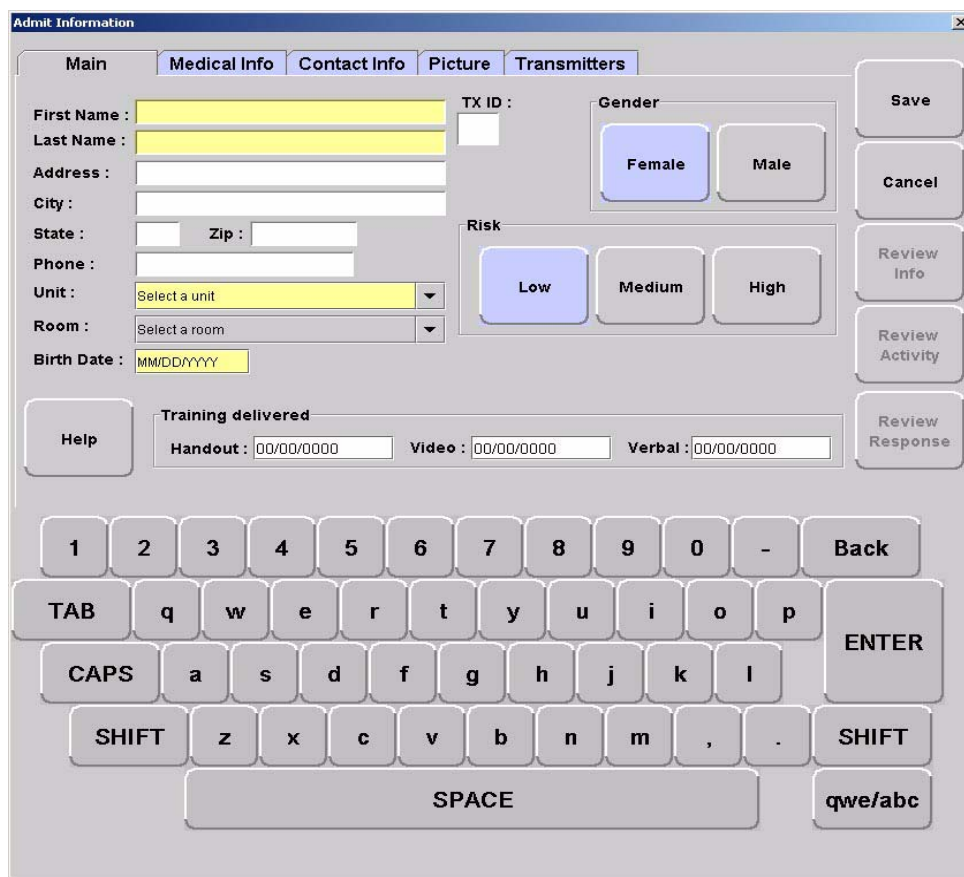 Admit Information
Main Medical Info Contact Info Picture Transmitters
First Name :
Last Name :
Address :
City :
State : Zip :
Phone :
Unit : Select a unit
Room : Select a room
Birth Date : MM/DD/YYYY
TX ID :
Gender
Female Male
Risk
Low Medium High
Save
Cancel
Review
Info
Review
Activity
Review
Response
Help
Training delivered
Handout : 00/00/0000 Video : 00/00/0000 Verbal : 00/00/0000
1 2 3 4 5 6 7 8 9 0 - Back
TAB q w e r t y u i o p
ENTER
CAPS a s d f g h j k l
SHIFT z x c v b n m , . SHIFT
SPACE qwe/abc